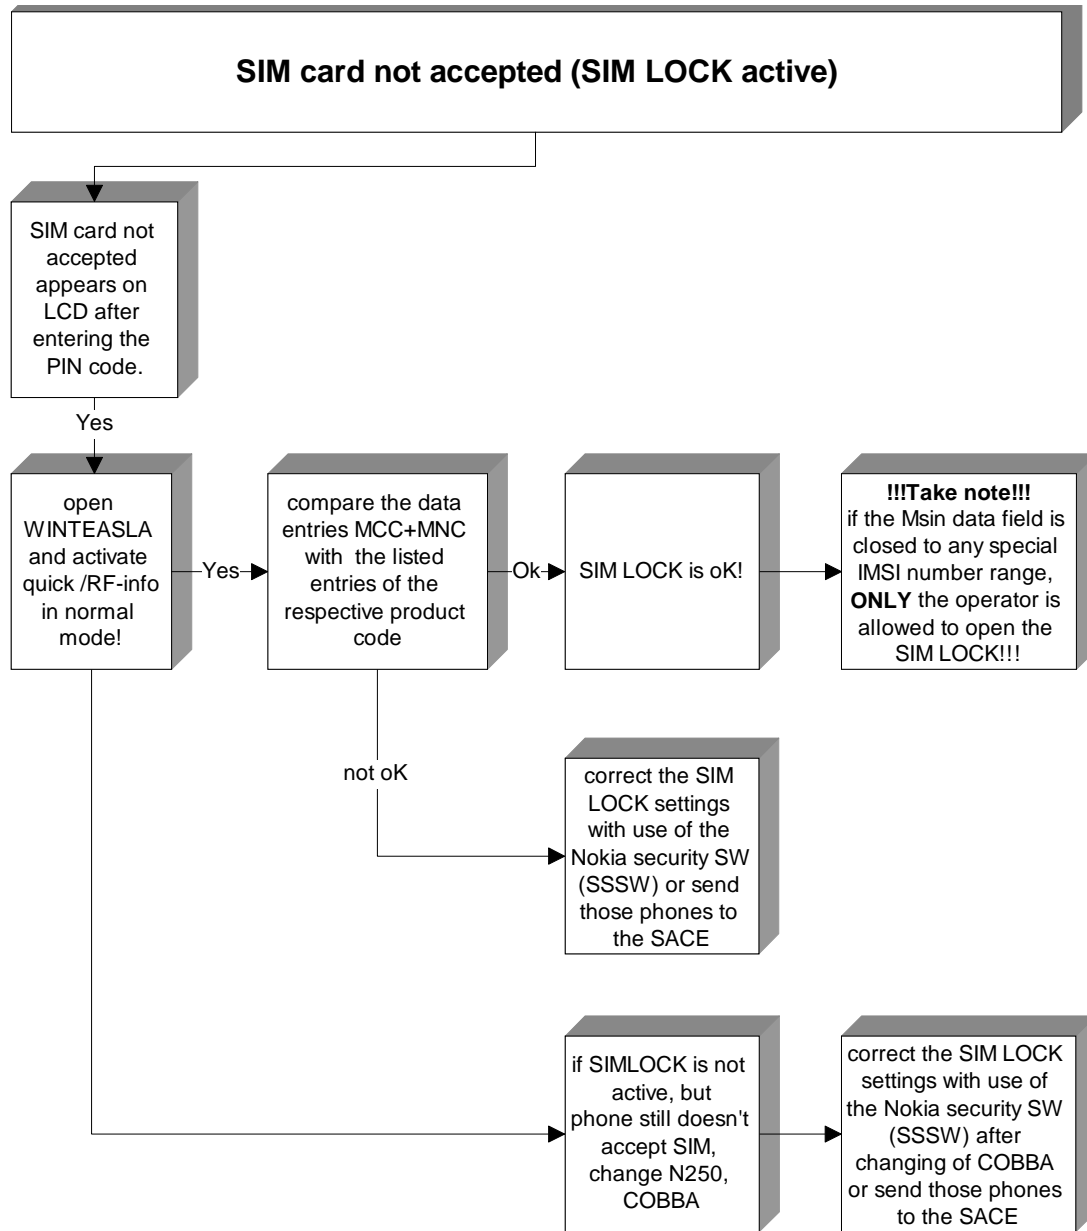 SIM card not accepted (SIM LOCK active)
SIM card not
accepted
appears on
LCD after
entering the
PIN code.
Yes
open
WINTEASLA
and activate
quick /RF-info
in normal
mode!
Yes
compare the data
entries MCC+MNC
with the listed
entries of the
respective product
code
Ok
SIM LOCK is oK!
!!!Take note!!!
if the Msin data field is
closed to any special
IMSI number range,
ONLY the operator is
allowed to open the
SIM LOCK!!!
not oK
correct the SIM
LOCK settings
with use of the
Nokia security SW
(SSSW) or send
those phones to
the SACE
if SIMLOCK is not
active, but
phone still doesn't
accept SIM,
change N250,
COBBA
correct the SIM LOCK
settings with use of
the Nokia security SW
(SSSW) after
changing of COBBA
or send those phones
to the SACE